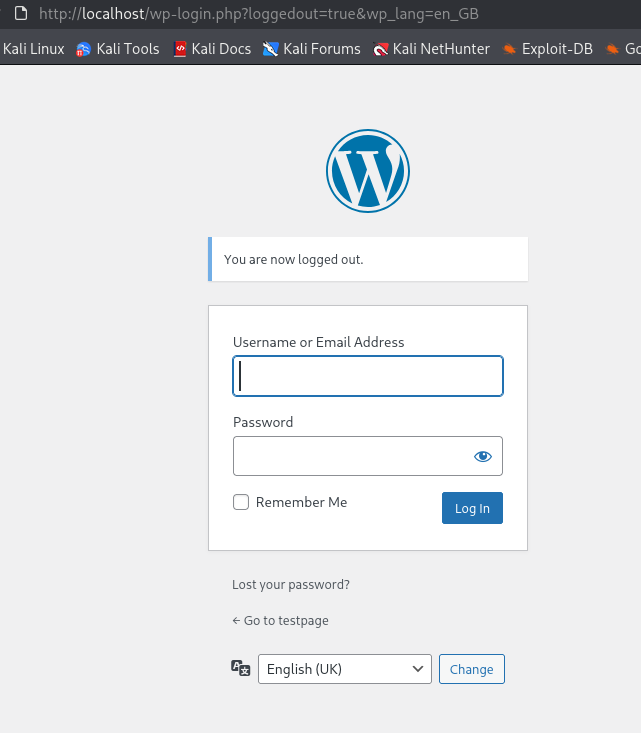 http://localhost/wp-login.php?loggedout=true&wp_lang=en_GB
Kali Linux Kali Tools Kali Docs Kali Forums Kali NetHunter Exploit-DB
You are now logged out.
Username or Email Address
Password
Remember Me
Log In
Lost your password?
← Go to testpage
English (UK) Change